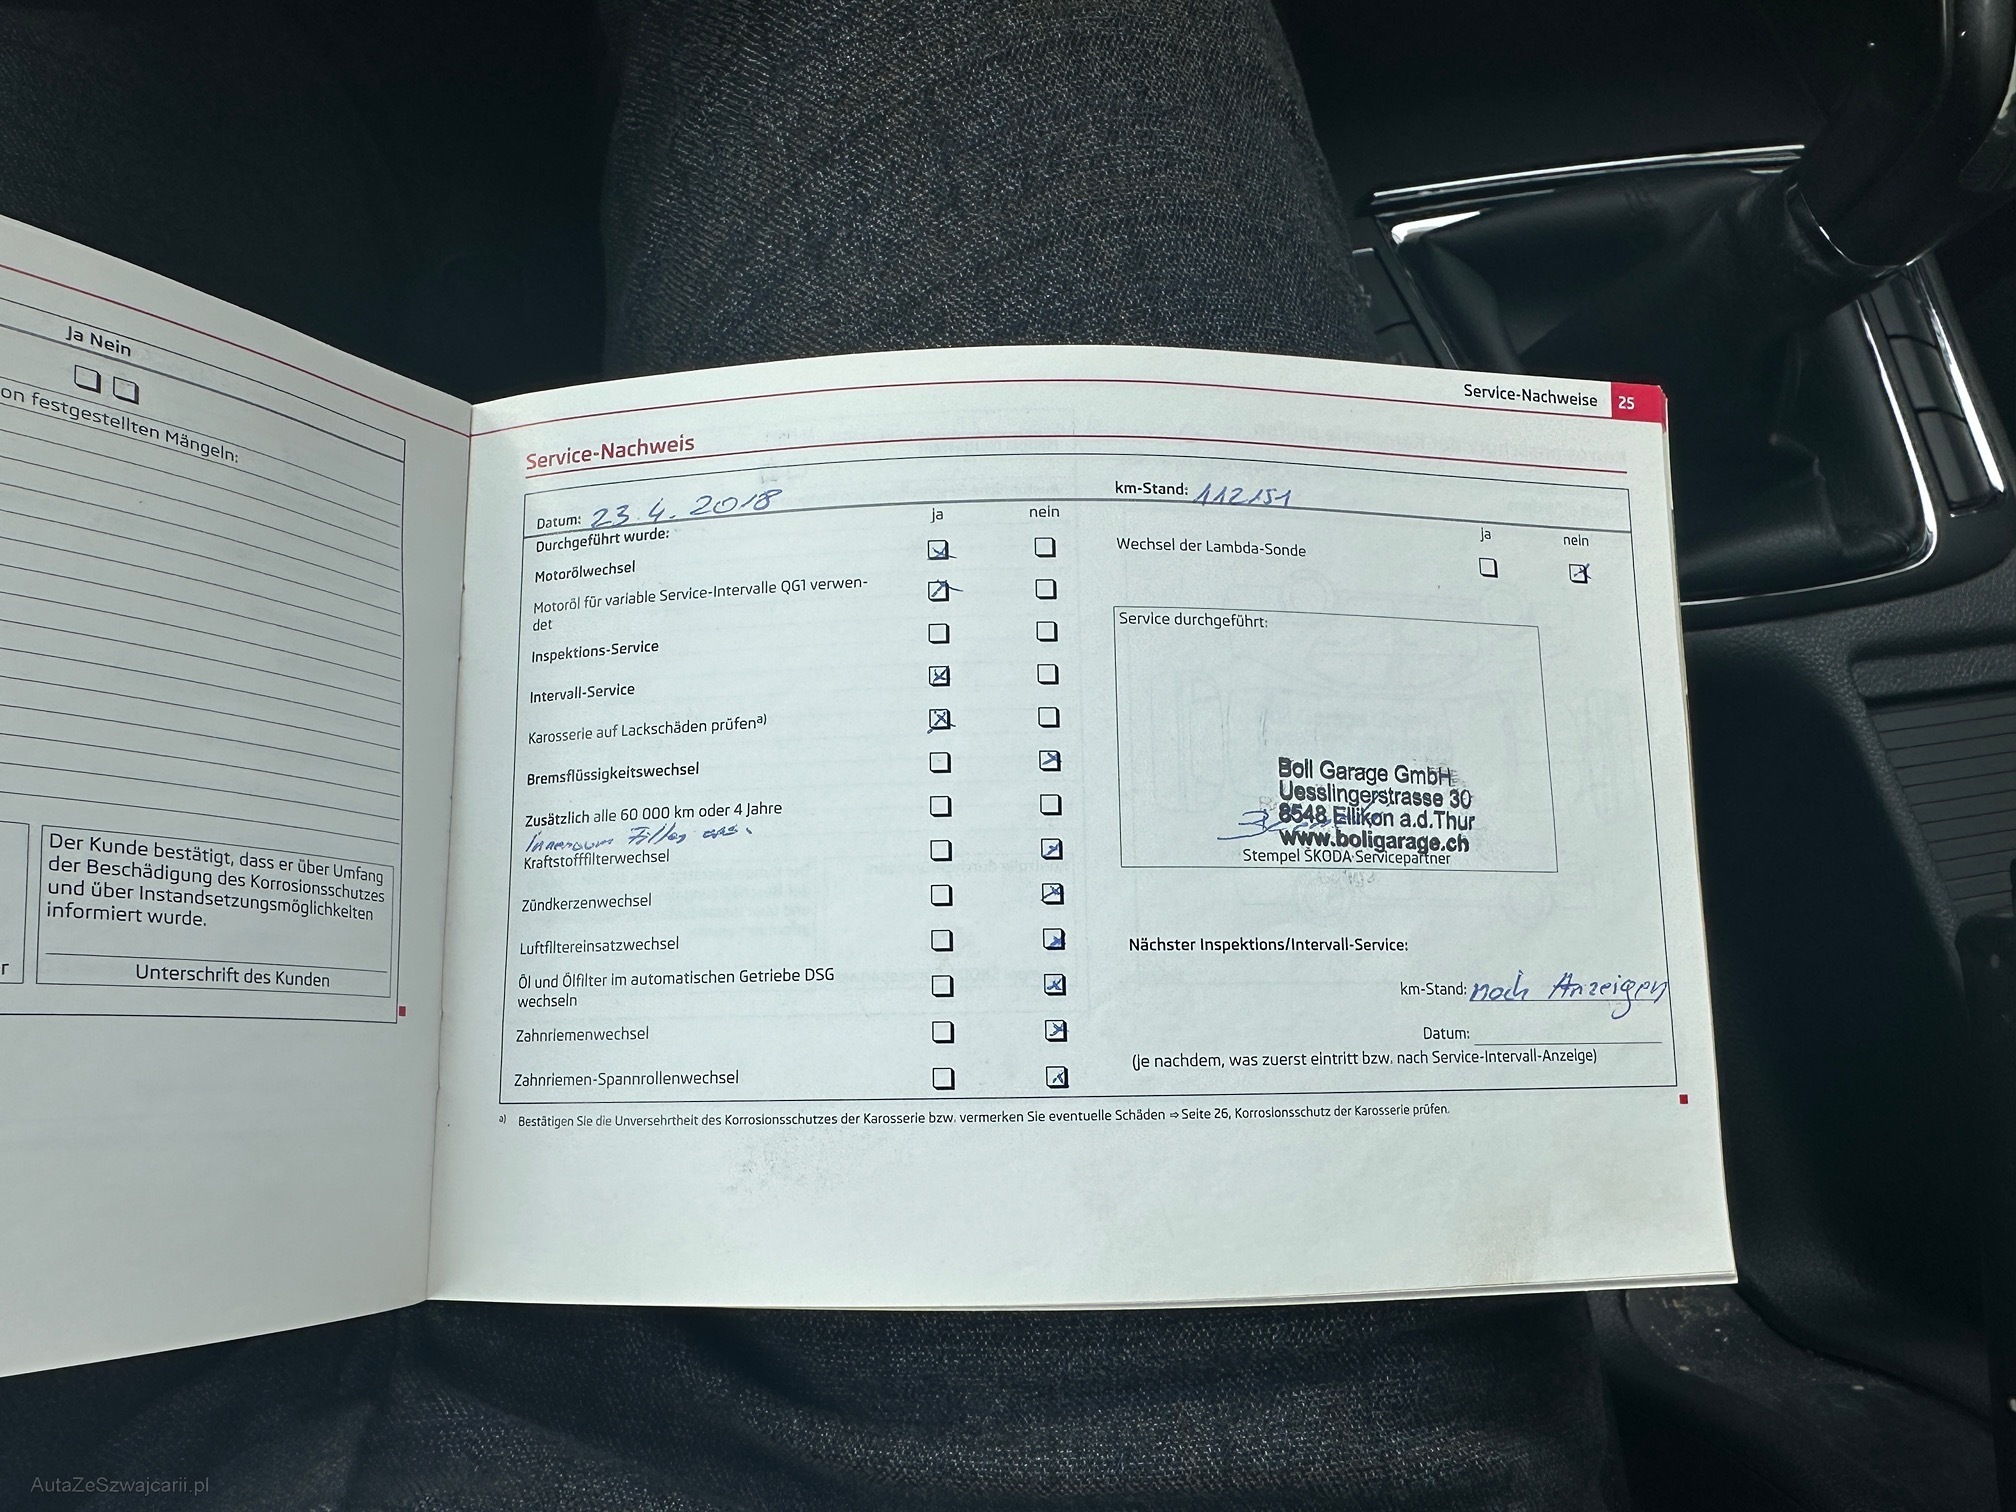 Ja Nein
on festgestellten Mängeln:
Der Kunde bestätigt, dass er über Umfang
der Beschädigung des Korrosionsschutzes
und über Instandsetzungsmöglichkeiten
informiert wurde.
r
Unterschrift des Kunden
Service-Nachweise 25
Service-Nachweis
Datum: 23.4.2018
km-Stand: 112151
ja nein
Durchgeführt wurde:
Motorölwechsel
Motoröl für variable Service-Intervalle QG1 verwen-
det
Inspektions-Service
Intervall-Service
Karosserie auf Lackschäden prüfen a)
Bremsflüssigkeitswechsel
Zusätzlich alle 60 000 km oder 4 Jahre
Innenraum Filter
Kraftstofffilterwechsel
Zündkerzenwechsel
Luftfiltereinsatzwechsel
Öl und Ölfilter im automatischen Getriebe DSG
wechseln
Zahnriemenwechsel
Zahnriemen-Spannrollenwechsel
ja nein
Wechsel der Lambda-Sonde
Service durchgeführt:
Boll Garage GmbH
Uesslingerstrasse 30
8548 Ellikon a.d.Thur
www.boligarage.ch
Stempel ŠKODA Servicepartner
Nächster Inspektions/Intervall-Service:
km-Stand: nach Anzeigen
Datum:
(je nachdem, was zuerst eintritt bzw. nach Service-Intervall-Anzeige)
a) Bestätigen Sie die Unversehrtheit des Korrosionsschutzes der Karosserie bzw. vermerken Sie eventuelle Schäden ⇒ Seite 26, Korrosionsschutz der Karosserie prüfen.
AutaZeSzwajcarii.pl